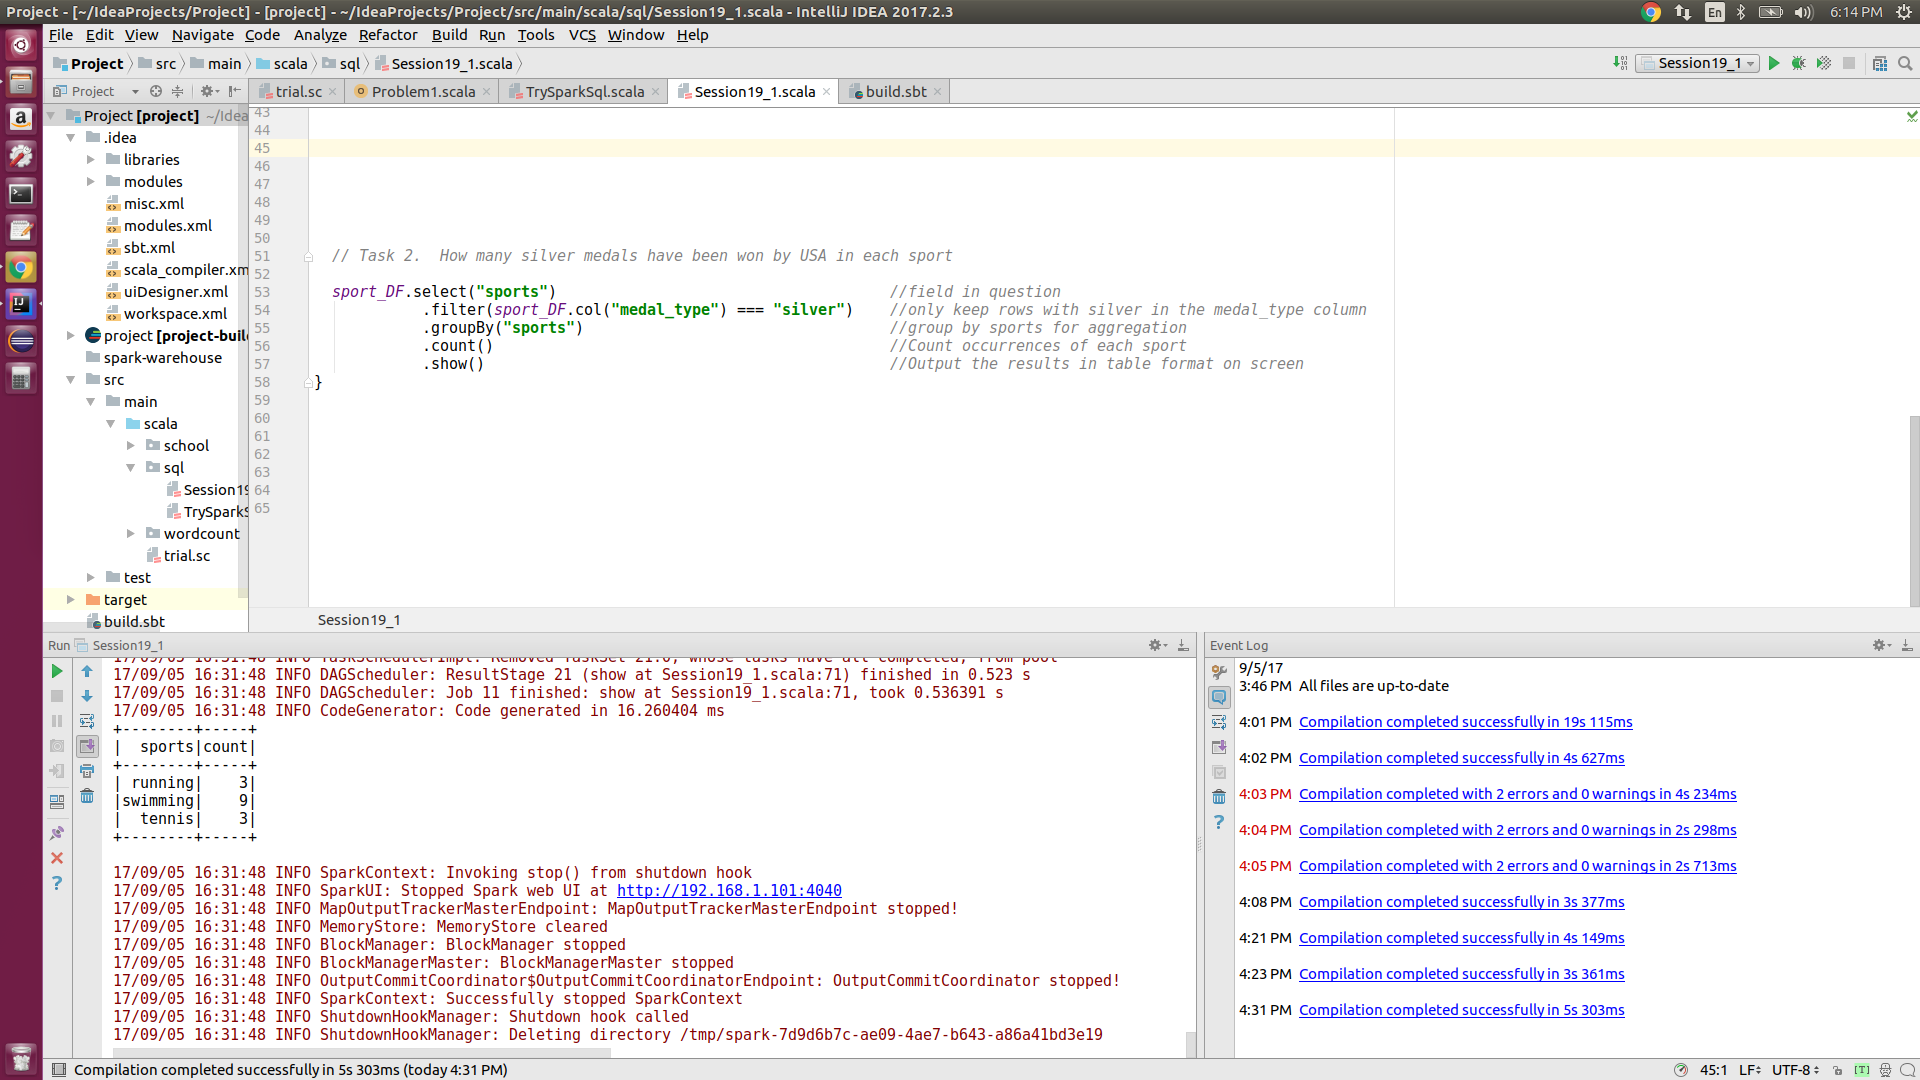 Project - [~/IdeaProjects/Project] - [project] - ~/IdeaProjects/Project/src/main/scala/sql/Session19_1.scala - IntelliJ IDEA 2017.2.3
En
6:14 PM
File Edit View Navigate Code Analyze Refactor Build Run Tools VCS Window Help
Project src main scala sql Session19_1.scala
Session19_1
Project
trial.sc
Problem1.scala
TrySparkSql.scala
Session19_1.scala
build.sbt
Project [project] ~/Idea
.idea
libraries
modules
misc.xml
modules.xml
sbt.xml
scala_compiler.xm
uiDesigner.xml
workspace.xml
project [project-buil
spark-warehouse
src
main
scala
school
sql
Session19
TrySparkS
wordcount
trial.sc
test
target
build.sbt
43
44
45
46
47
48
49
50
51 // Task 2.  How many silver medals have been won by USA in each sport
52
53 sport_DF.select("sports") //field in question
54 .filter(sport_DF.col("medal_type") === "silver") //only keep rows with silver in the medal_type column
55 .groupBy("sports") //group by sports for aggregation
56 .count() //Count occurrences of each sport
57 .show() //Output the results in table format on screen
58 }
59
60
61
62
63
64
65
Session19_1
Run Session19_1
17/09/05 16:31:48 INFO TaskSchedulerImpl: Removed TaskSet 21.0, whose tasks have all completed, from pool
17/09/05 16:31:48 INFO DAGScheduler: ResultStage 21 (show at Session19_1.scala:71) finished in 0.523 s
17/09/05 16:31:48 INFO DAGScheduler: Job 11 finished: show at Session19_1.scala:71, took 0.536391 s
17/09/05 16:31:48 INFO CodeGenerator: Code generated in 16.260404 ms
+--------+-----+
|  sports|count|
+--------+-----+
| running|    3|
|swimming|    9|
|  tennis|    3|
+--------+-----+
17/09/05 16:31:48 INFO SparkContext: Invoking stop() from shutdown hook
17/09/05 16:31:48 INFO SparkUI: Stopped Spark web UI at http://192.168.1.101:4040
17/09/05 16:31:48 INFO MapOutputTrackerMasterEndpoint: MapOutputTrackerMasterEndpoint stopped!
17/09/05 16:31:48 INFO MemoryStore: MemoryStore cleared
17/09/05 16:31:48 INFO BlockManager: BlockManager stopped
17/09/05 16:31:48 INFO BlockManagerMaster: BlockManagerMaster stopped
17/09/05 16:31:48 INFO OutputCommitCoordinator$OutputCommitCoordinatorEndpoint: OutputCommitCoordinator stopped!
17/09/05 16:31:48 INFO SparkContext: Successfully stopped SparkContext
17/09/05 16:31:48 INFO ShutdownHookManager: Shutdown hook called
17/09/05 16:31:48 INFO ShutdownHookManager: Deleting directory /tmp/spark-7d9d6b7c-ae09-4ae7-b643-a86a41bd3e19
Event Log
9/5/17
3:46 PM All files are up-to-date
4:01 PM Compilation completed successfully in 19s 115ms
4:02 PM Compilation completed successfully in 4s 627ms
4:03 PM Compilation completed with 2 errors and 0 warnings in 4s 234ms
4:04 PM Compilation completed with 2 errors and 0 warnings in 2s 298ms
4:05 PM Compilation completed with 2 errors and 0 warnings in 2s 713ms
4:08 PM Compilation completed successfully in 3s 377ms
4:21 PM Compilation completed successfully in 4s 149ms
4:23 PM Compilation completed successfully in 3s 361ms
4:31 PM Compilation completed successfully in 5s 303ms
Compilation completed successfully in 5s 303ms (today 4:31 PM)
45:1 LF UTF-8 [T]